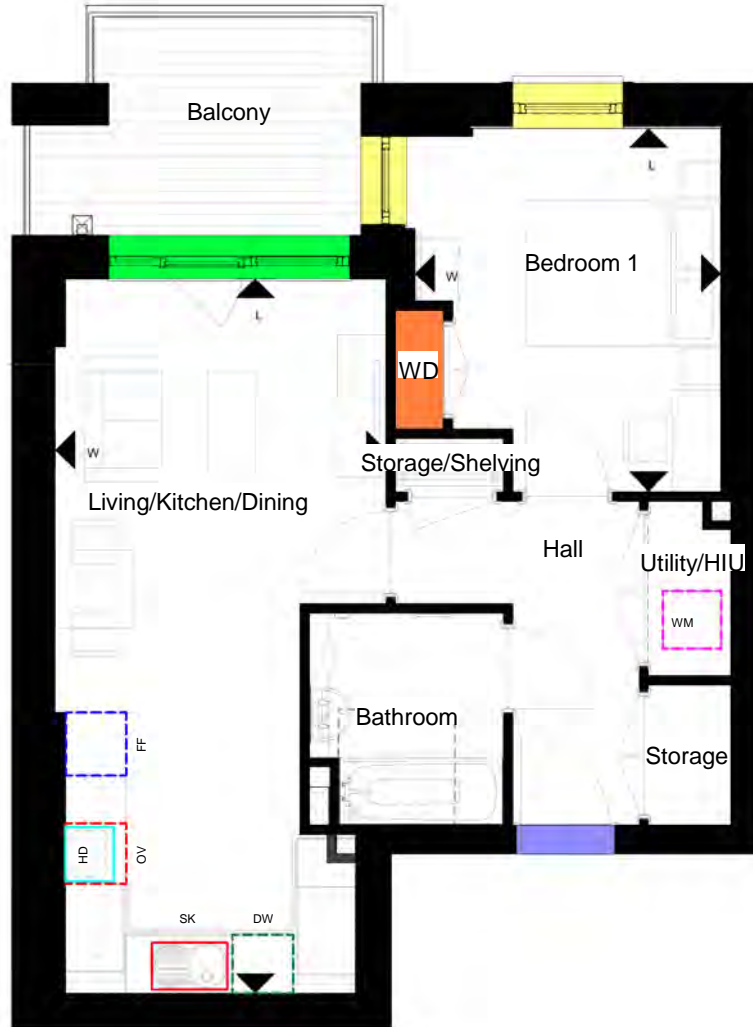 Balcony
L
L
Bedroom 1
W
WD
W
Storage/Shelving
Living/Kitchen/Dining
Hall
Utility/HIU
WM
Bathroom
FF
Storage
HD
OV
SK
DW